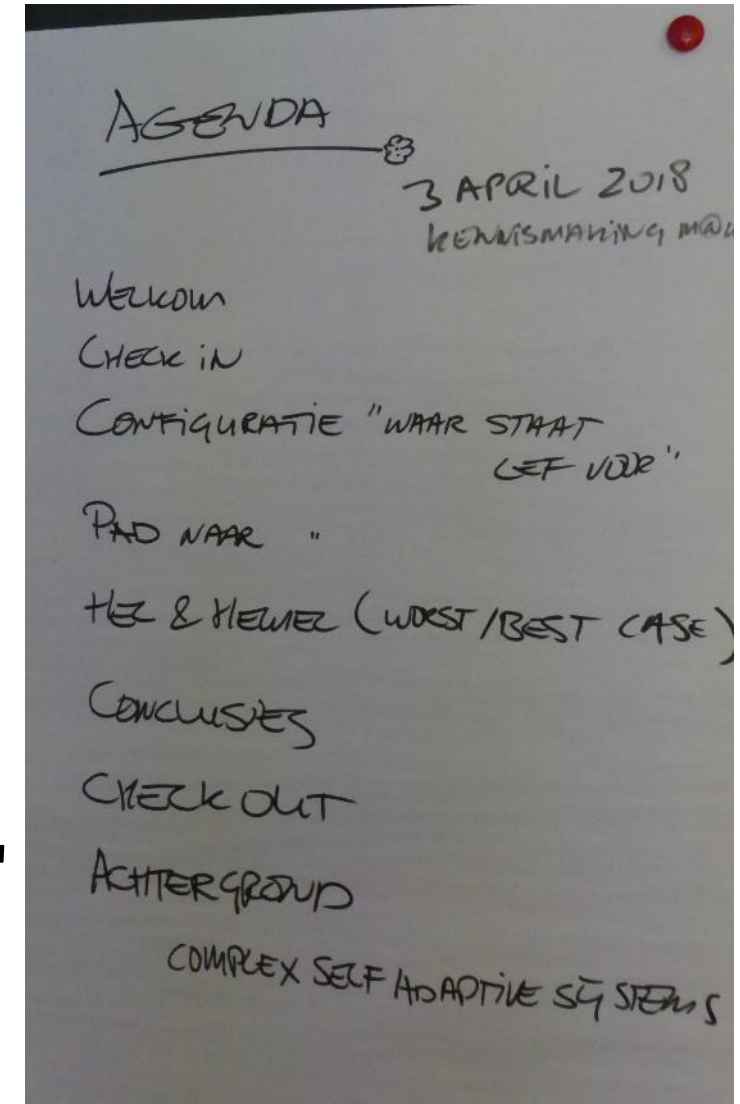 AGENDA
3 APRIL 2018
KENNISMAKING
WELKOM
CHECK IN
CONFIGURATIE "WAAR STAAT
LEF VOOR"
PAD NAAR "
HEL & HEMEL (WORST/BEST CASE)
CONCLUSIES
CHECK OUT
ACHTERGROND
COMPLEX SELF ADAPTIVE SYSTEMS